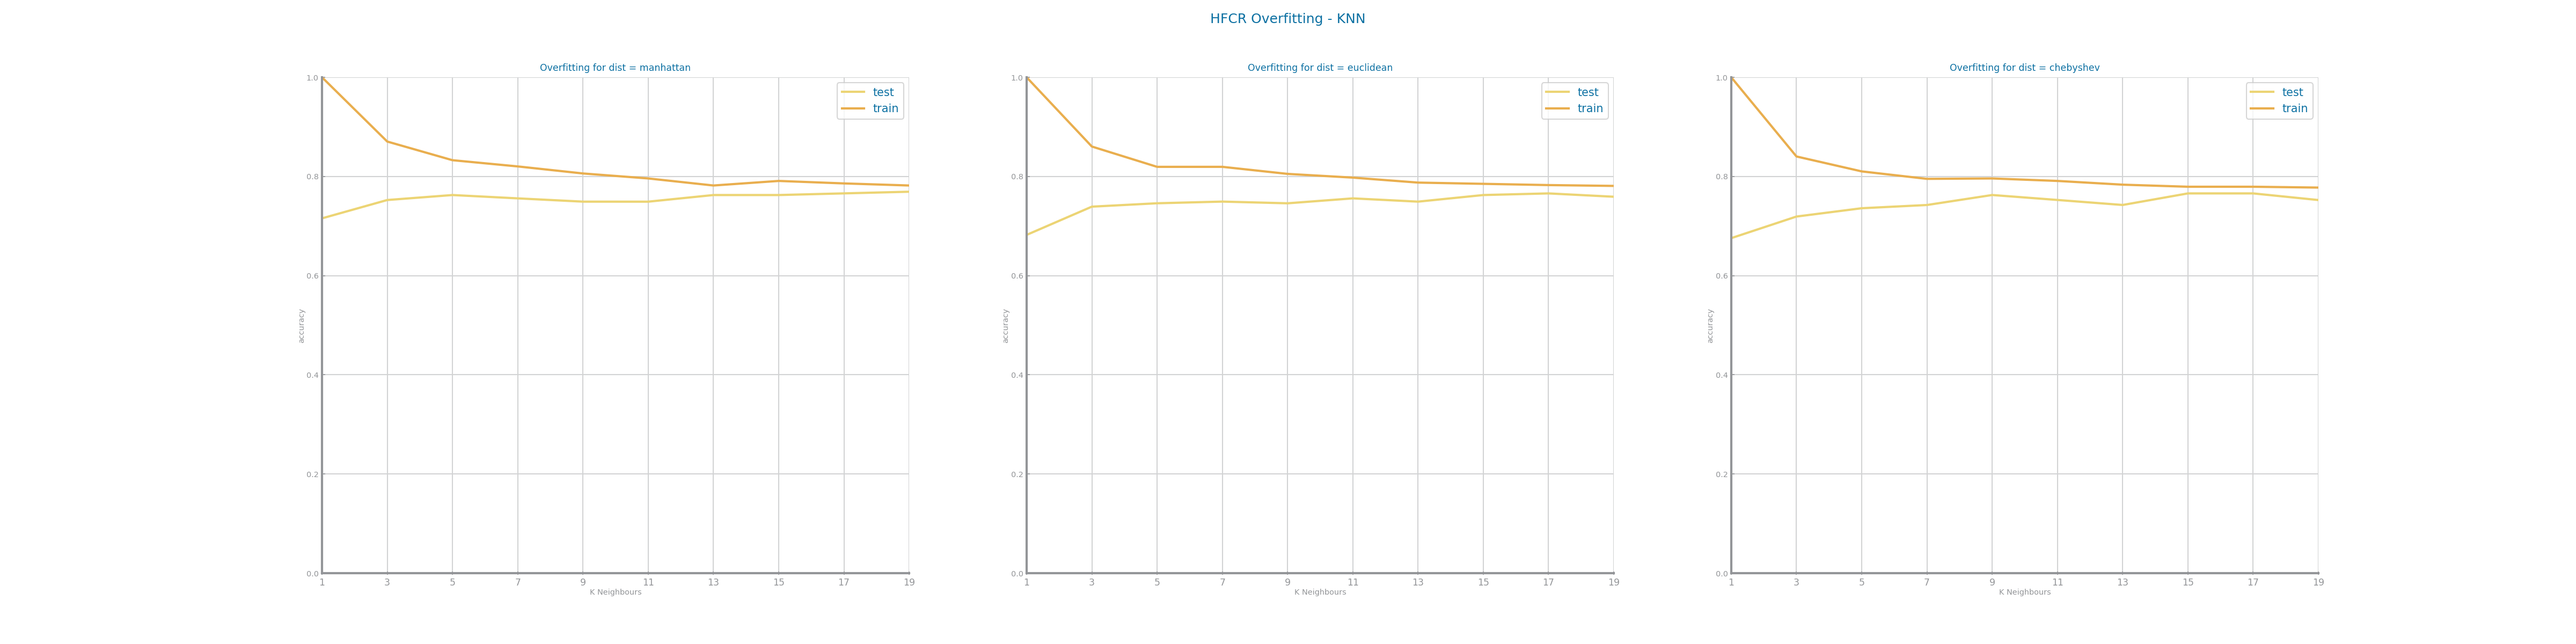 HFCR Overfitting - KNN
Overfitting for dist = manhattan
1.0
0.8
0.6
0.4
0.2
0.0
accuracy
test
train
1 3 5 7 9 11 13 15 17 19
K Neighbours
Overfitting for dist = euclidean
1.0
0.8
0.6
0.4
0.2
0.0
accuracy
test
train
1 3 5 7 9 11 13 15 17 19
K Neighbours
Overfitting for dist = chebyshev
1.0
0.8
0.6
0.4
0.2
0.0
accuracy
test
train
1 3 5 7 9 11 13 15 17 19
K Neighbours